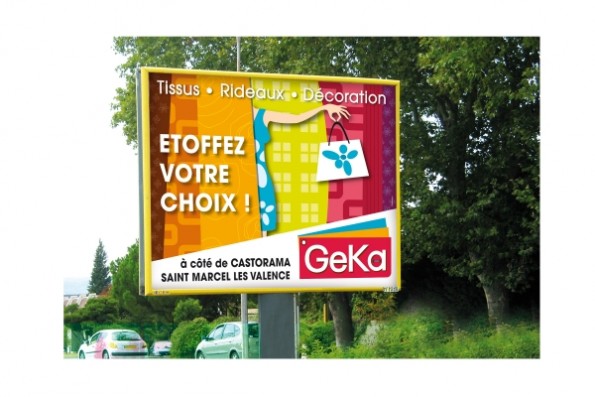 Tissus • Rideaux • Décoration
ETOFFEZ
VOTRE
CHOIX !
à côté de CASTORAMA
SAINT MARCEL LES VALENCE
GeKa